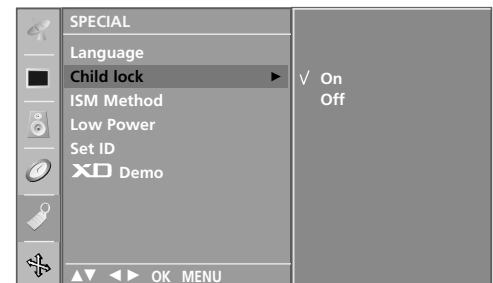 SPECIAL
Language
Child lock ► √ On
ISM Method Off
Low Power
Set ID
XD Demo
▲▼ ◄► OK MENU